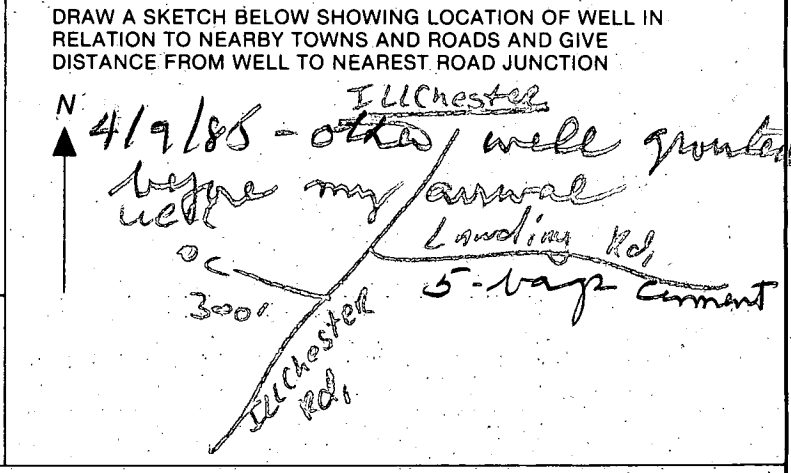 DRAW A SKETCH BELOW SHOWING LOCATION OF WELL IN
RELATION TO NEARBY TOWNS AND ROADS AND GIVE
DISTANCE FROM WELL TO NEAREST ROAD JUNCTION
N
IllChester
4/9/85 - other well grouted
before my arrival
well
Landing Rd.
300'
5-bags cement
IllChester
Rd.